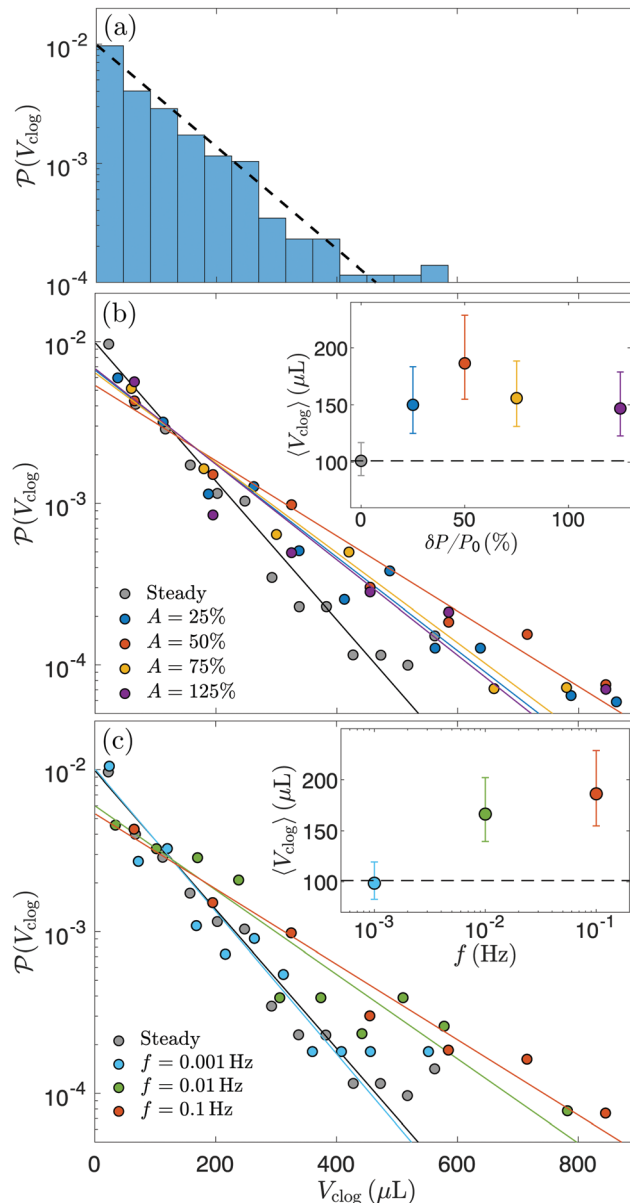 (a)
10⁻²
10⁻³
10⁻⁴
𝒫(V_clog)
(b)
10⁻²
10⁻³
10⁻⁴
𝒫(V_clog)
200
150
100
⟨V_clog⟩ (μL)
0 50 100
δP/P₀ (%)
Steady
A = 25%
A = 50%
A = 75%
A = 125%
(c)
10⁻²
10⁻³
10⁻⁴
𝒫(V_clog)
200
150
100
⟨V_clog⟩ (μL)
10⁻³ 10⁻² 10⁻¹
f (Hz)
Steady
f = 0.001 Hz
f = 0.01 Hz
f = 0.1 Hz
0 200 400 600 800
V_clog (μL)